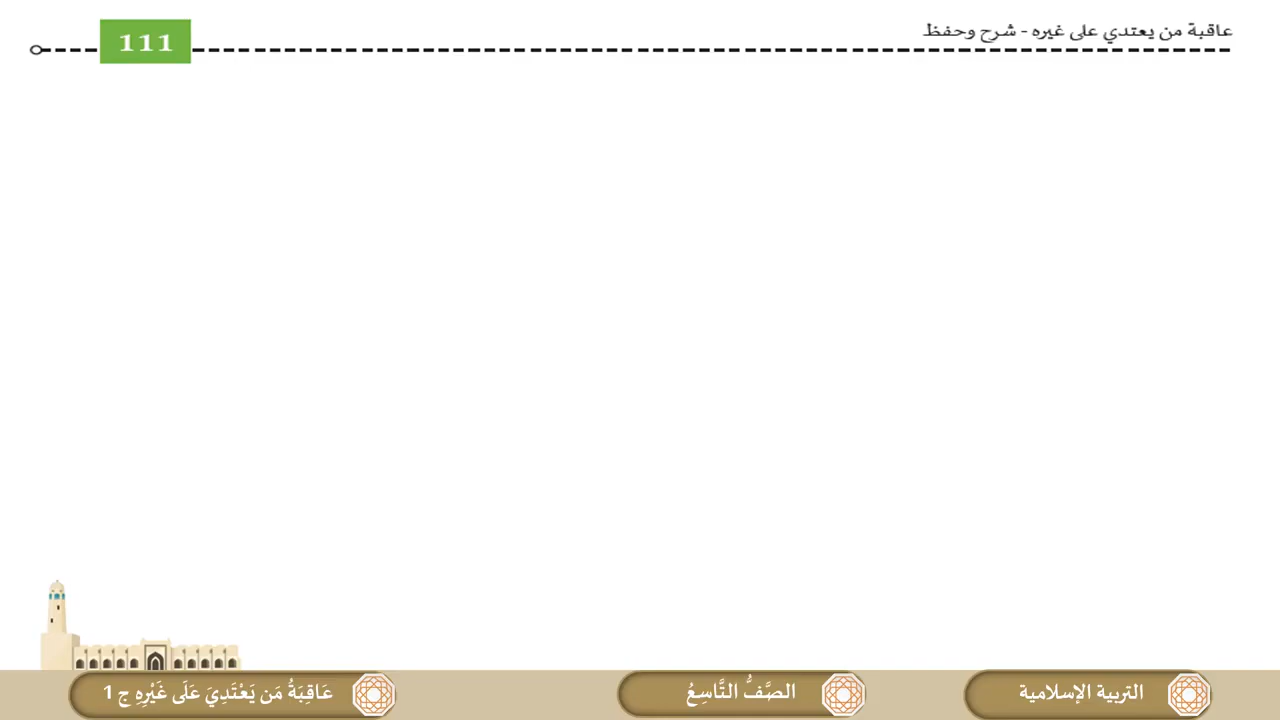 عاقبة من يعتدي على غيره - شرح وحفظ
111
التربية الإسلامية
الصَّفُّ التَّاسِعُ
عَاقِبَةُ مَن يَعْتَدِيَ عَلَى غَيْرِهِ ج 1